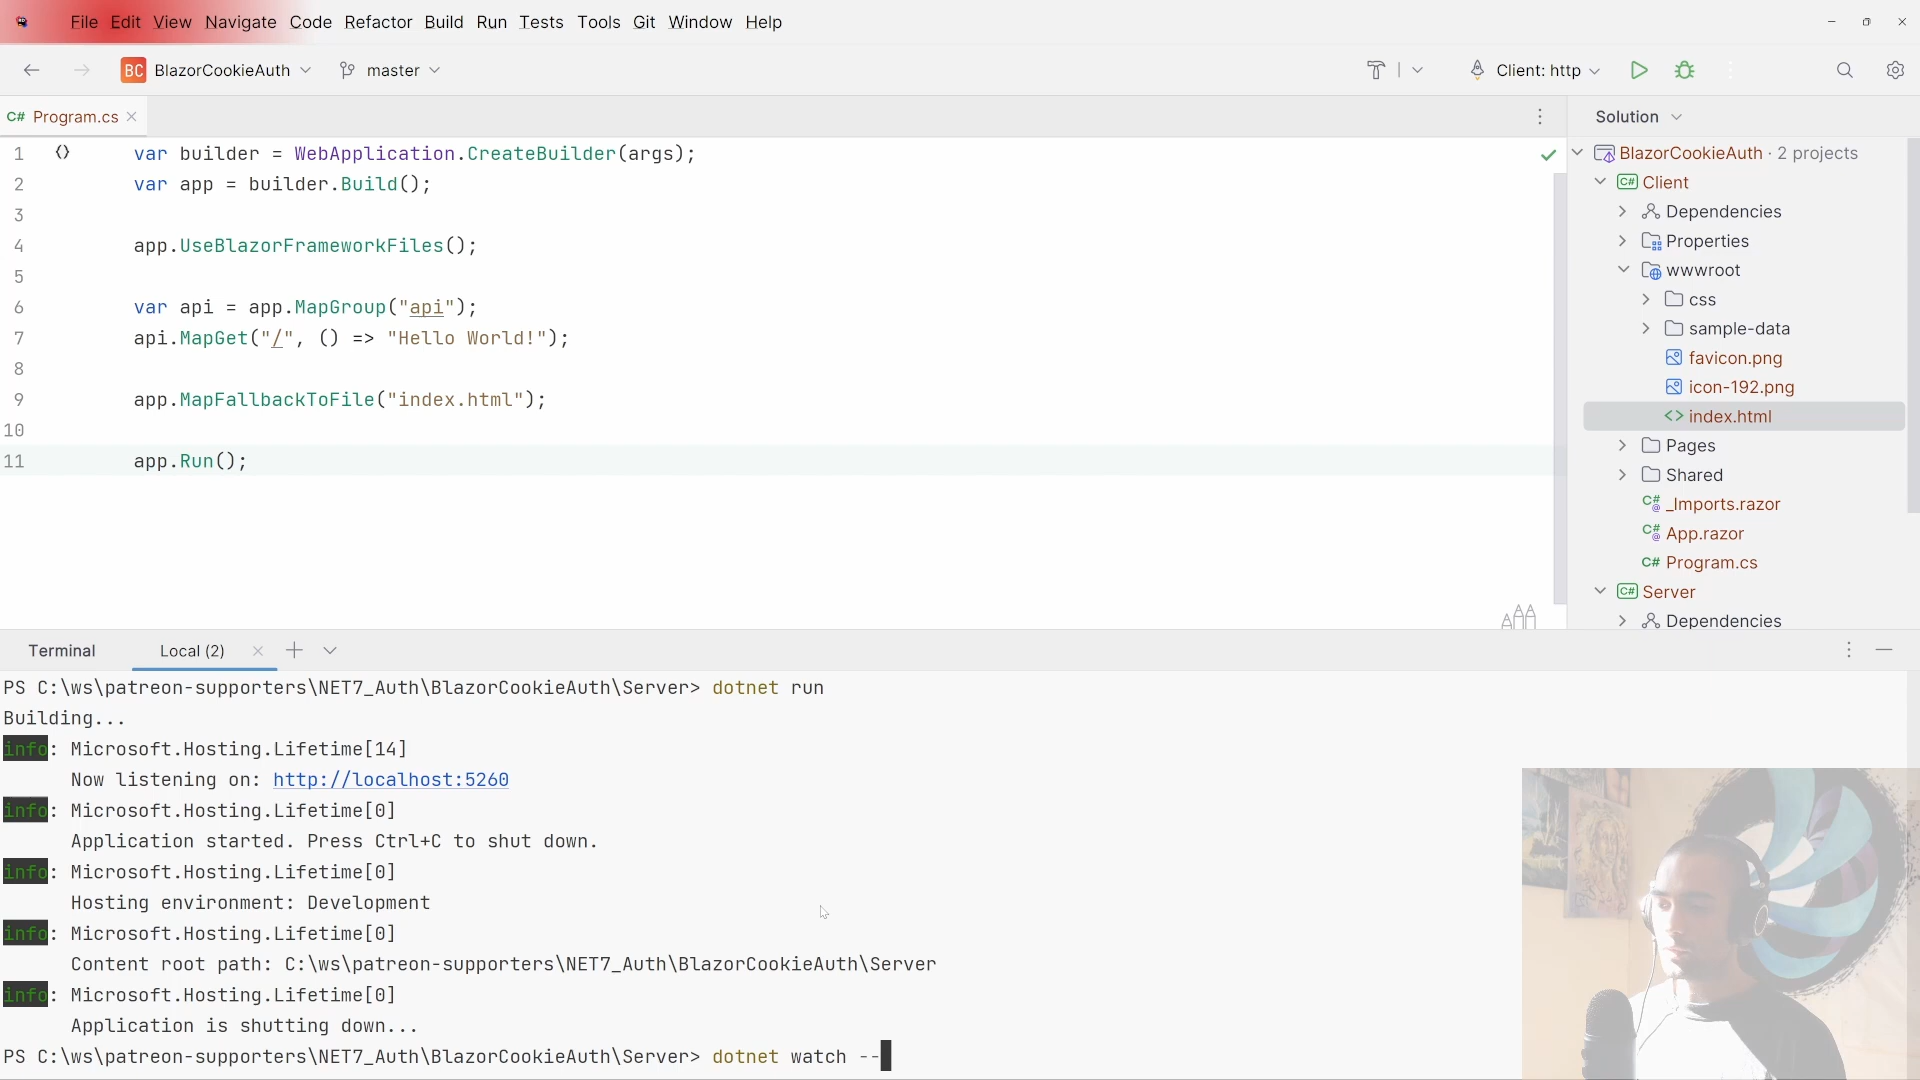 File Edit View Navigate Code Refactor Build Run Tests Tools Git Window Help
BC BlazorCookieAuth master Client: http
C# Program.cs
Solution
1 var builder = WebApplication.CreateBuilder(args);
2 var app = builder.Build();
3
4 app.UseBlazorFrameworkFiles();
5
6 var api = app.MapGroup("api");
7 api.MapGet("/", () => "Hello World!");
8
9 app.MapFallbackToFile("index.html");
10
11 app.Run();
BlazorCookieAuth · 2 projects
C# Client
Dependencies
Properties
wwwroot
css
sample-data
favicon.png
icon-192.png
<> index.html
Pages
Shared
C#@ _Imports.razor
C#@ App.razor
C# Program.cs
C# Server
Dependencies
Terminal Local (2)
PS C:\ws\patreon-supporters\NET7_Auth\BlazorCookieAuth\Server> dotnet run
Building...
info: Microsoft.Hosting.Lifetime[14]
Now listening on: http://localhost:5260
info: Microsoft.Hosting.Lifetime[0]
Application started. Press Ctrl+C to shut down.
info: Microsoft.Hosting.Lifetime[0]
Hosting environment: Development
info: Microsoft.Hosting.Lifetime[0]
Content root path: C:\ws\patreon-supporters\NET7_Auth\BlazorCookieAuth\Server
info: Microsoft.Hosting.Lifetime[0]
Application is shutting down...
PS C:\ws\patreon-supporters\NET7_Auth\BlazorCookieAuth\Server> dotnet watch --